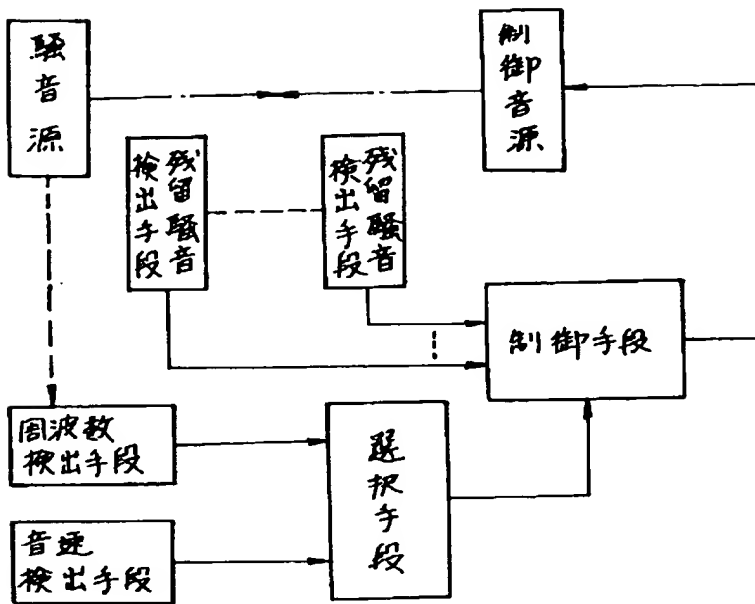 騒音源
制御音源
残留騒音
検出手段
残留騒音
検出手段
制御手段
周波数
検出手段
選択手段
音速
検出手段